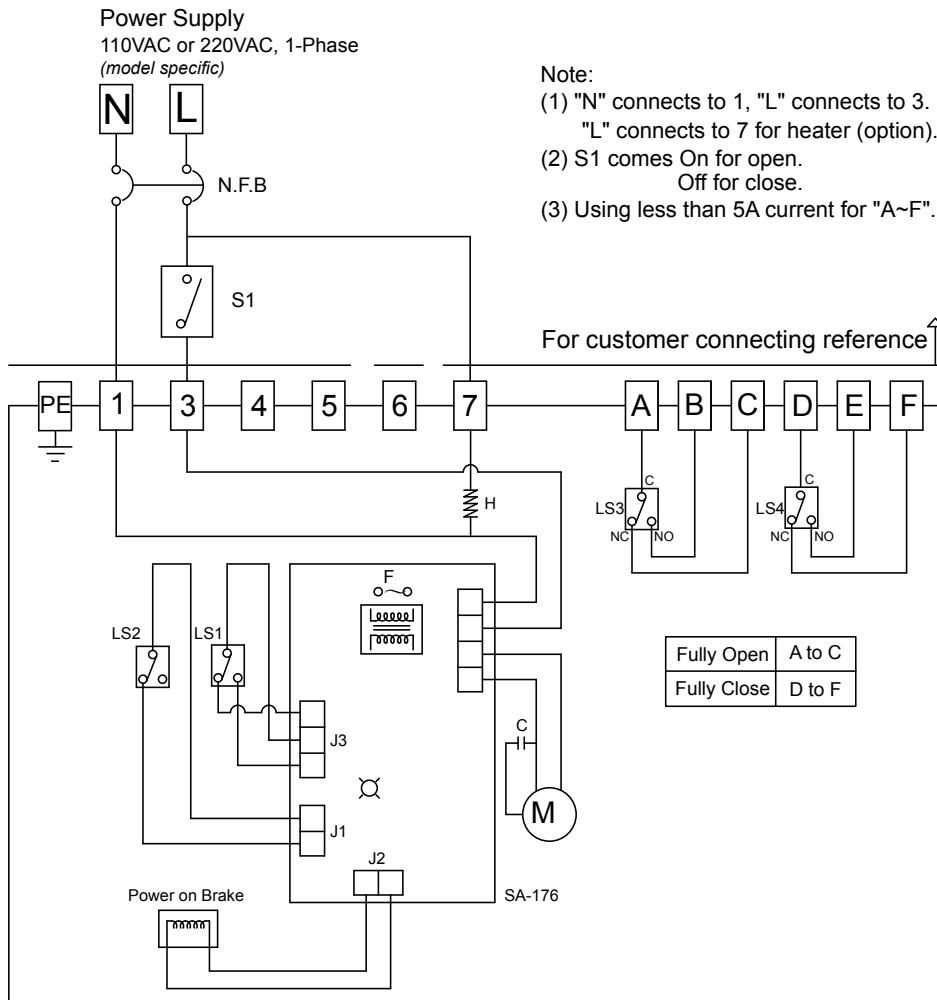 Power Supply
110VAC or 220VAC, 1-Phase
(model specific)
N L
N.F.B
S1
Note:
(1) "N" connects to 1, "L" connects to 3.
"L" connects to 7 for heater (option).
(2) S1 comes On for open.
Off for close.
(3) Using less than 5A current for "A~F".
For customer connecting reference
PE 1 3 4 5 6 7 A B C D E F
H
C
LS3
NC NO
C
LS4
NC NO
F
LS2
LS1
J3
J1
J2
C
M
SA-176
Power on Brake
Fully Open A to C
Fully Close D to F